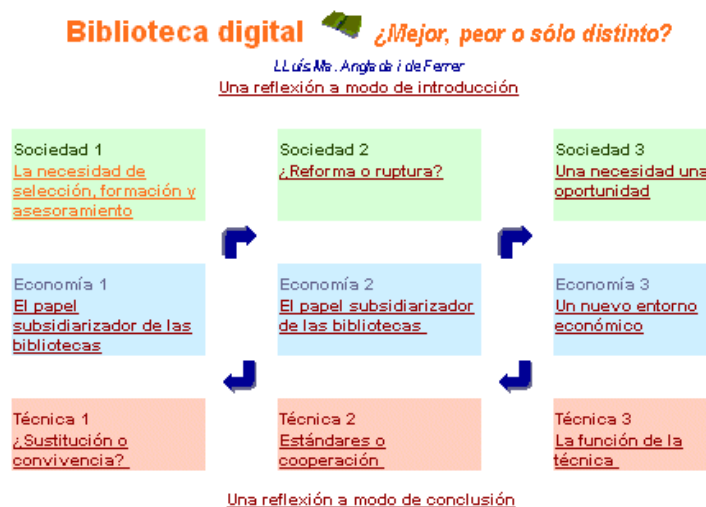 Biblioteca digital ¿Mejor, peor o sólo distinto?
LLuís Ma. Anglada i de Ferrer
Una reflexión a modo de introducción
Sociedad 1
La necesidad de
selección, formación y
asesoramiento
Sociedad 2
¿Reforma o ruptura?
Sociedad 3
Una necesidad una
oportunidad
Economía 1
El papel
subsidiarizador de las
bibliotecas
Economía 2
El papel subsidiarizador
de las bibliotecas
Economía 3
Un nuevo entorno
económico
Técnica 1
¿Sustitución o
convivencia?
Técnica 2
Estándares o
cooperación
Técnica 3
La función de la
técnica
Una reflexión a modo de conclusión